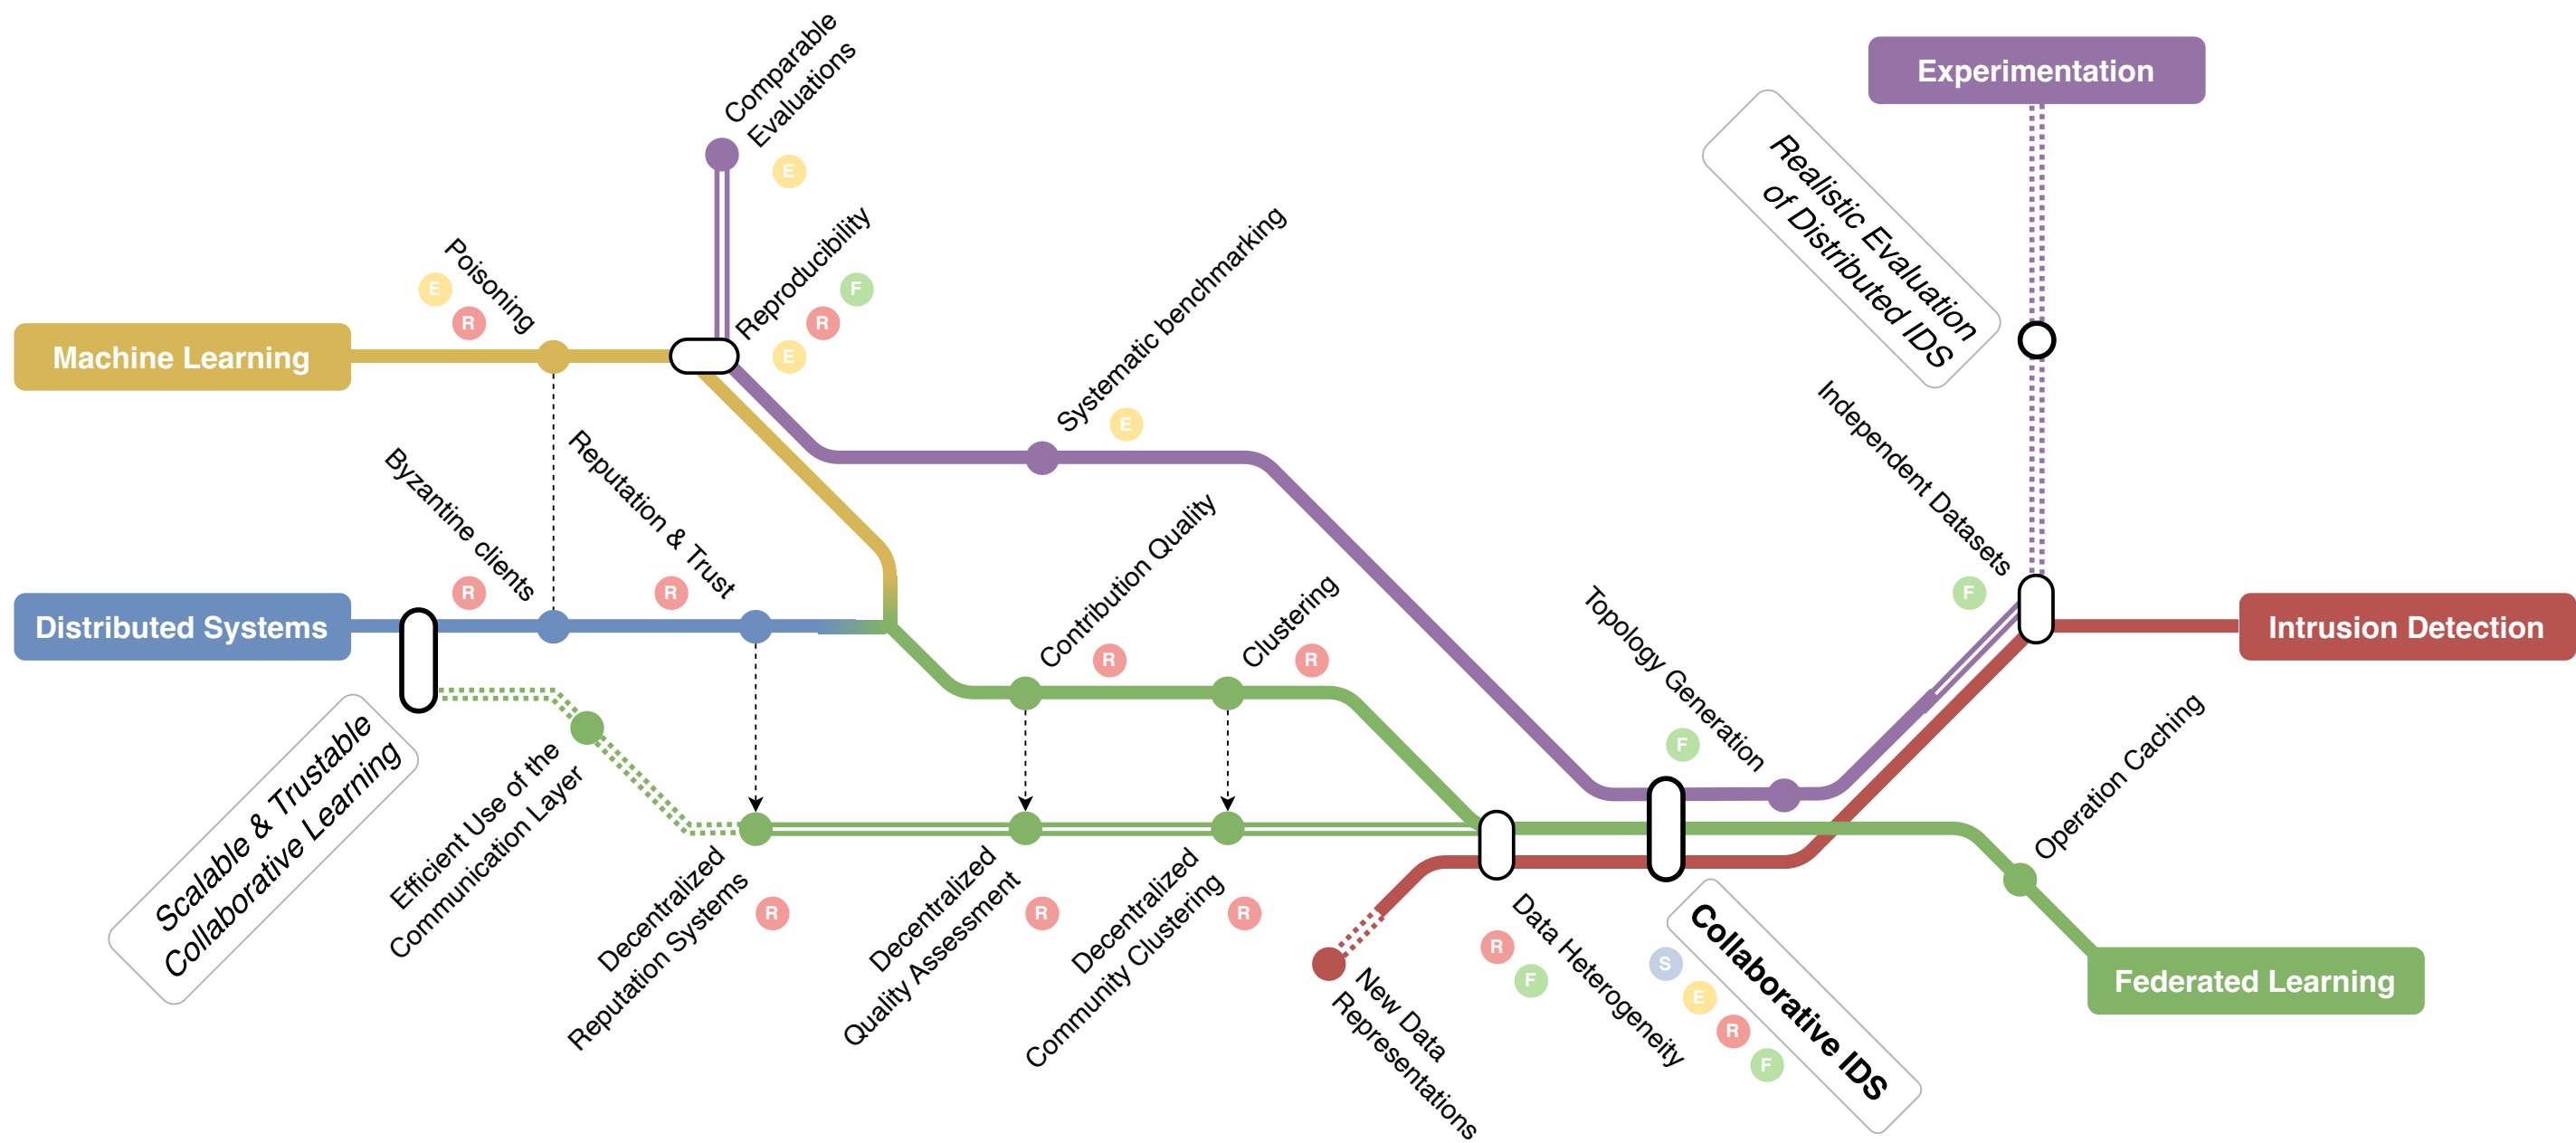 Comparable
Evaluations
E
Experimentation
Realistic Evaluation
of Distributed IDS
Poisoning
E
R
Reproducibility
F
R
E
Machine Learning
Systematic benchmarking
E
Independent Datasets
F
Byzantine clients
R
Reputation & Trust
R
Distributed Systems
Contribution Quality
R
Clustering
R
Topology Generation
F
Intrusion Detection
Scalable & Trustable
Collaborative Learning
Efficient Use of the
Communication Layer
Decentralized
Reputation Systems
R
Decentralized
Quality Assessment
R
Decentralized
Community Clustering
R
New Data
Representations
Data Heterogeneity
R
F
Collaborative IDS
S
E
R
F
Operation Caching
Federated Learning